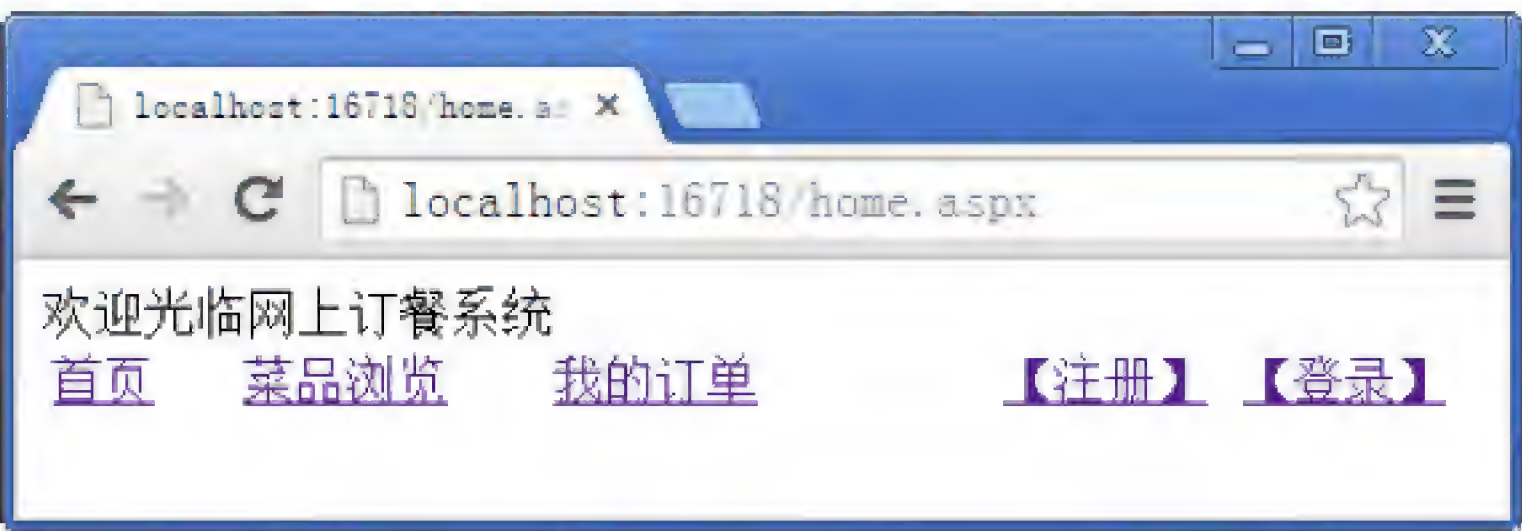 localhost:16718/home.as
localhost:16718/home.aspx
欢迎光临网上订餐系统
首页 菜品浏览 我的订单 【注册】 【登录】